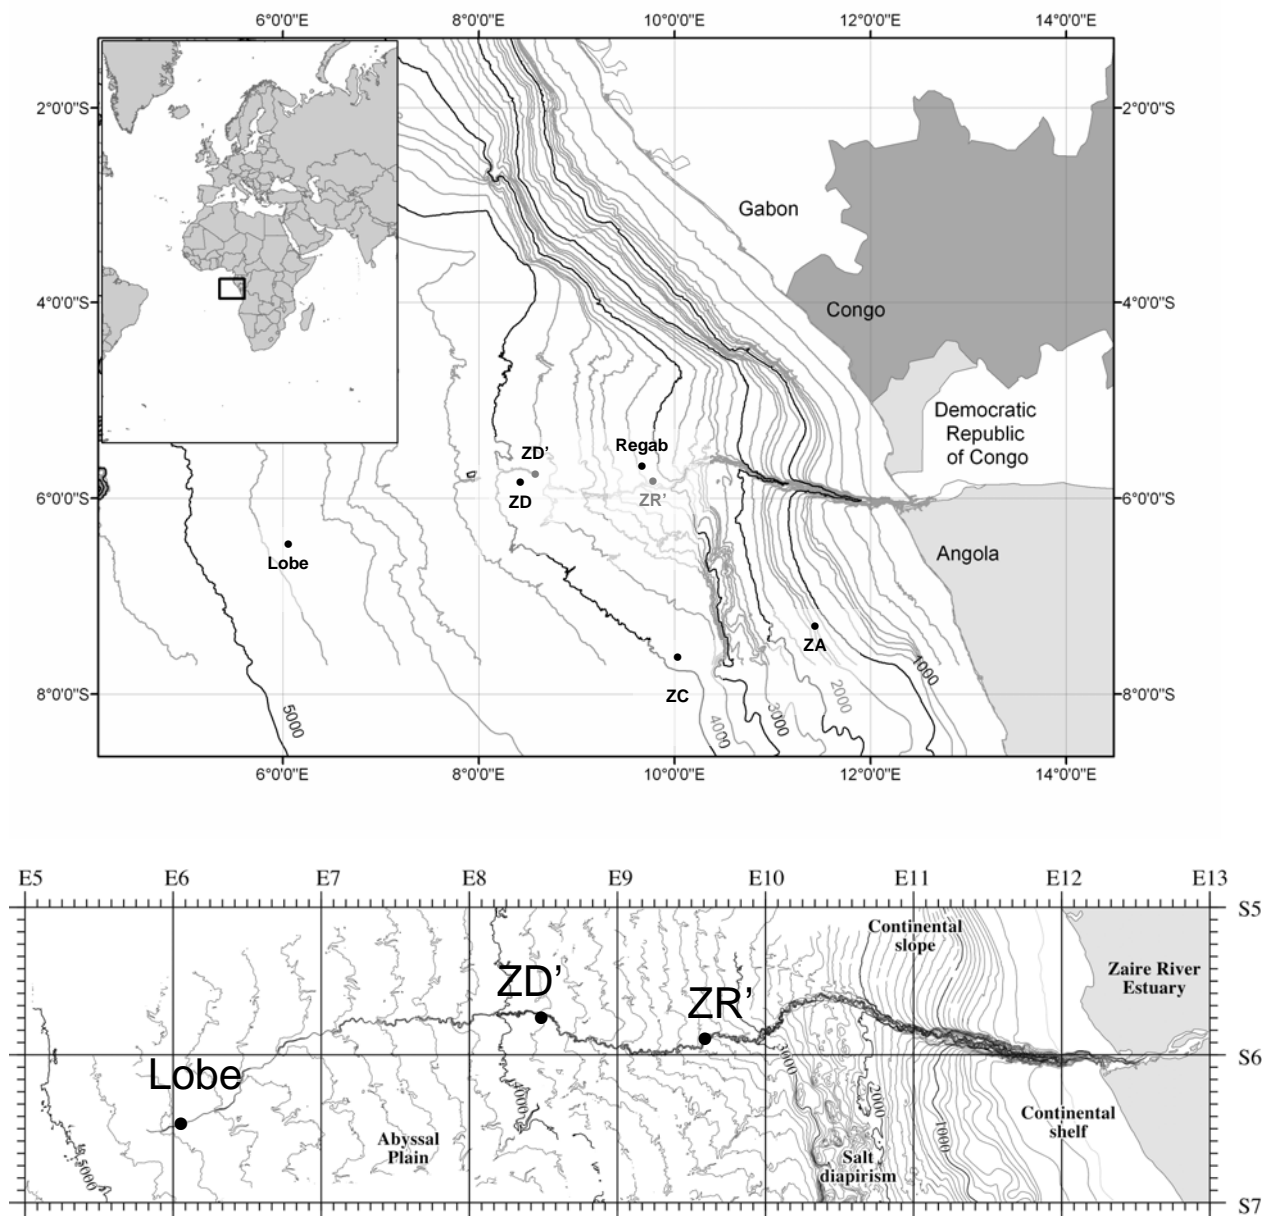 6°0'0"E 8°0'0"E 10°0'0"E 12°0'0"E 14°0'0"E
2°0'0"S 2°0'0"S
Gabon
4°0'0"S 4°0'0"S
Congo
Democratic
Republic
of Congo
Regab
ZD’
ZD ZR’
6°0'0"S 6°0'0"S
Lobe
Angola
ZA
1000
2000
ZC
8°0'0"S 8°0'0"S
5000
4000
3000
6°0'0"E 8°0'0"E 10°0'0"E 12°0'0"E 14°0'0"E
E5 E6 E7 E8 E9 E10 E11 E12 E13
S5
Continental
slope
Zaire River
Estuary
ZD’
ZR’
S6
Lobe
3000
4000
2000
1000
Continental
shelf
Abyssal
Plain
5000
Salt
diapirism
S7